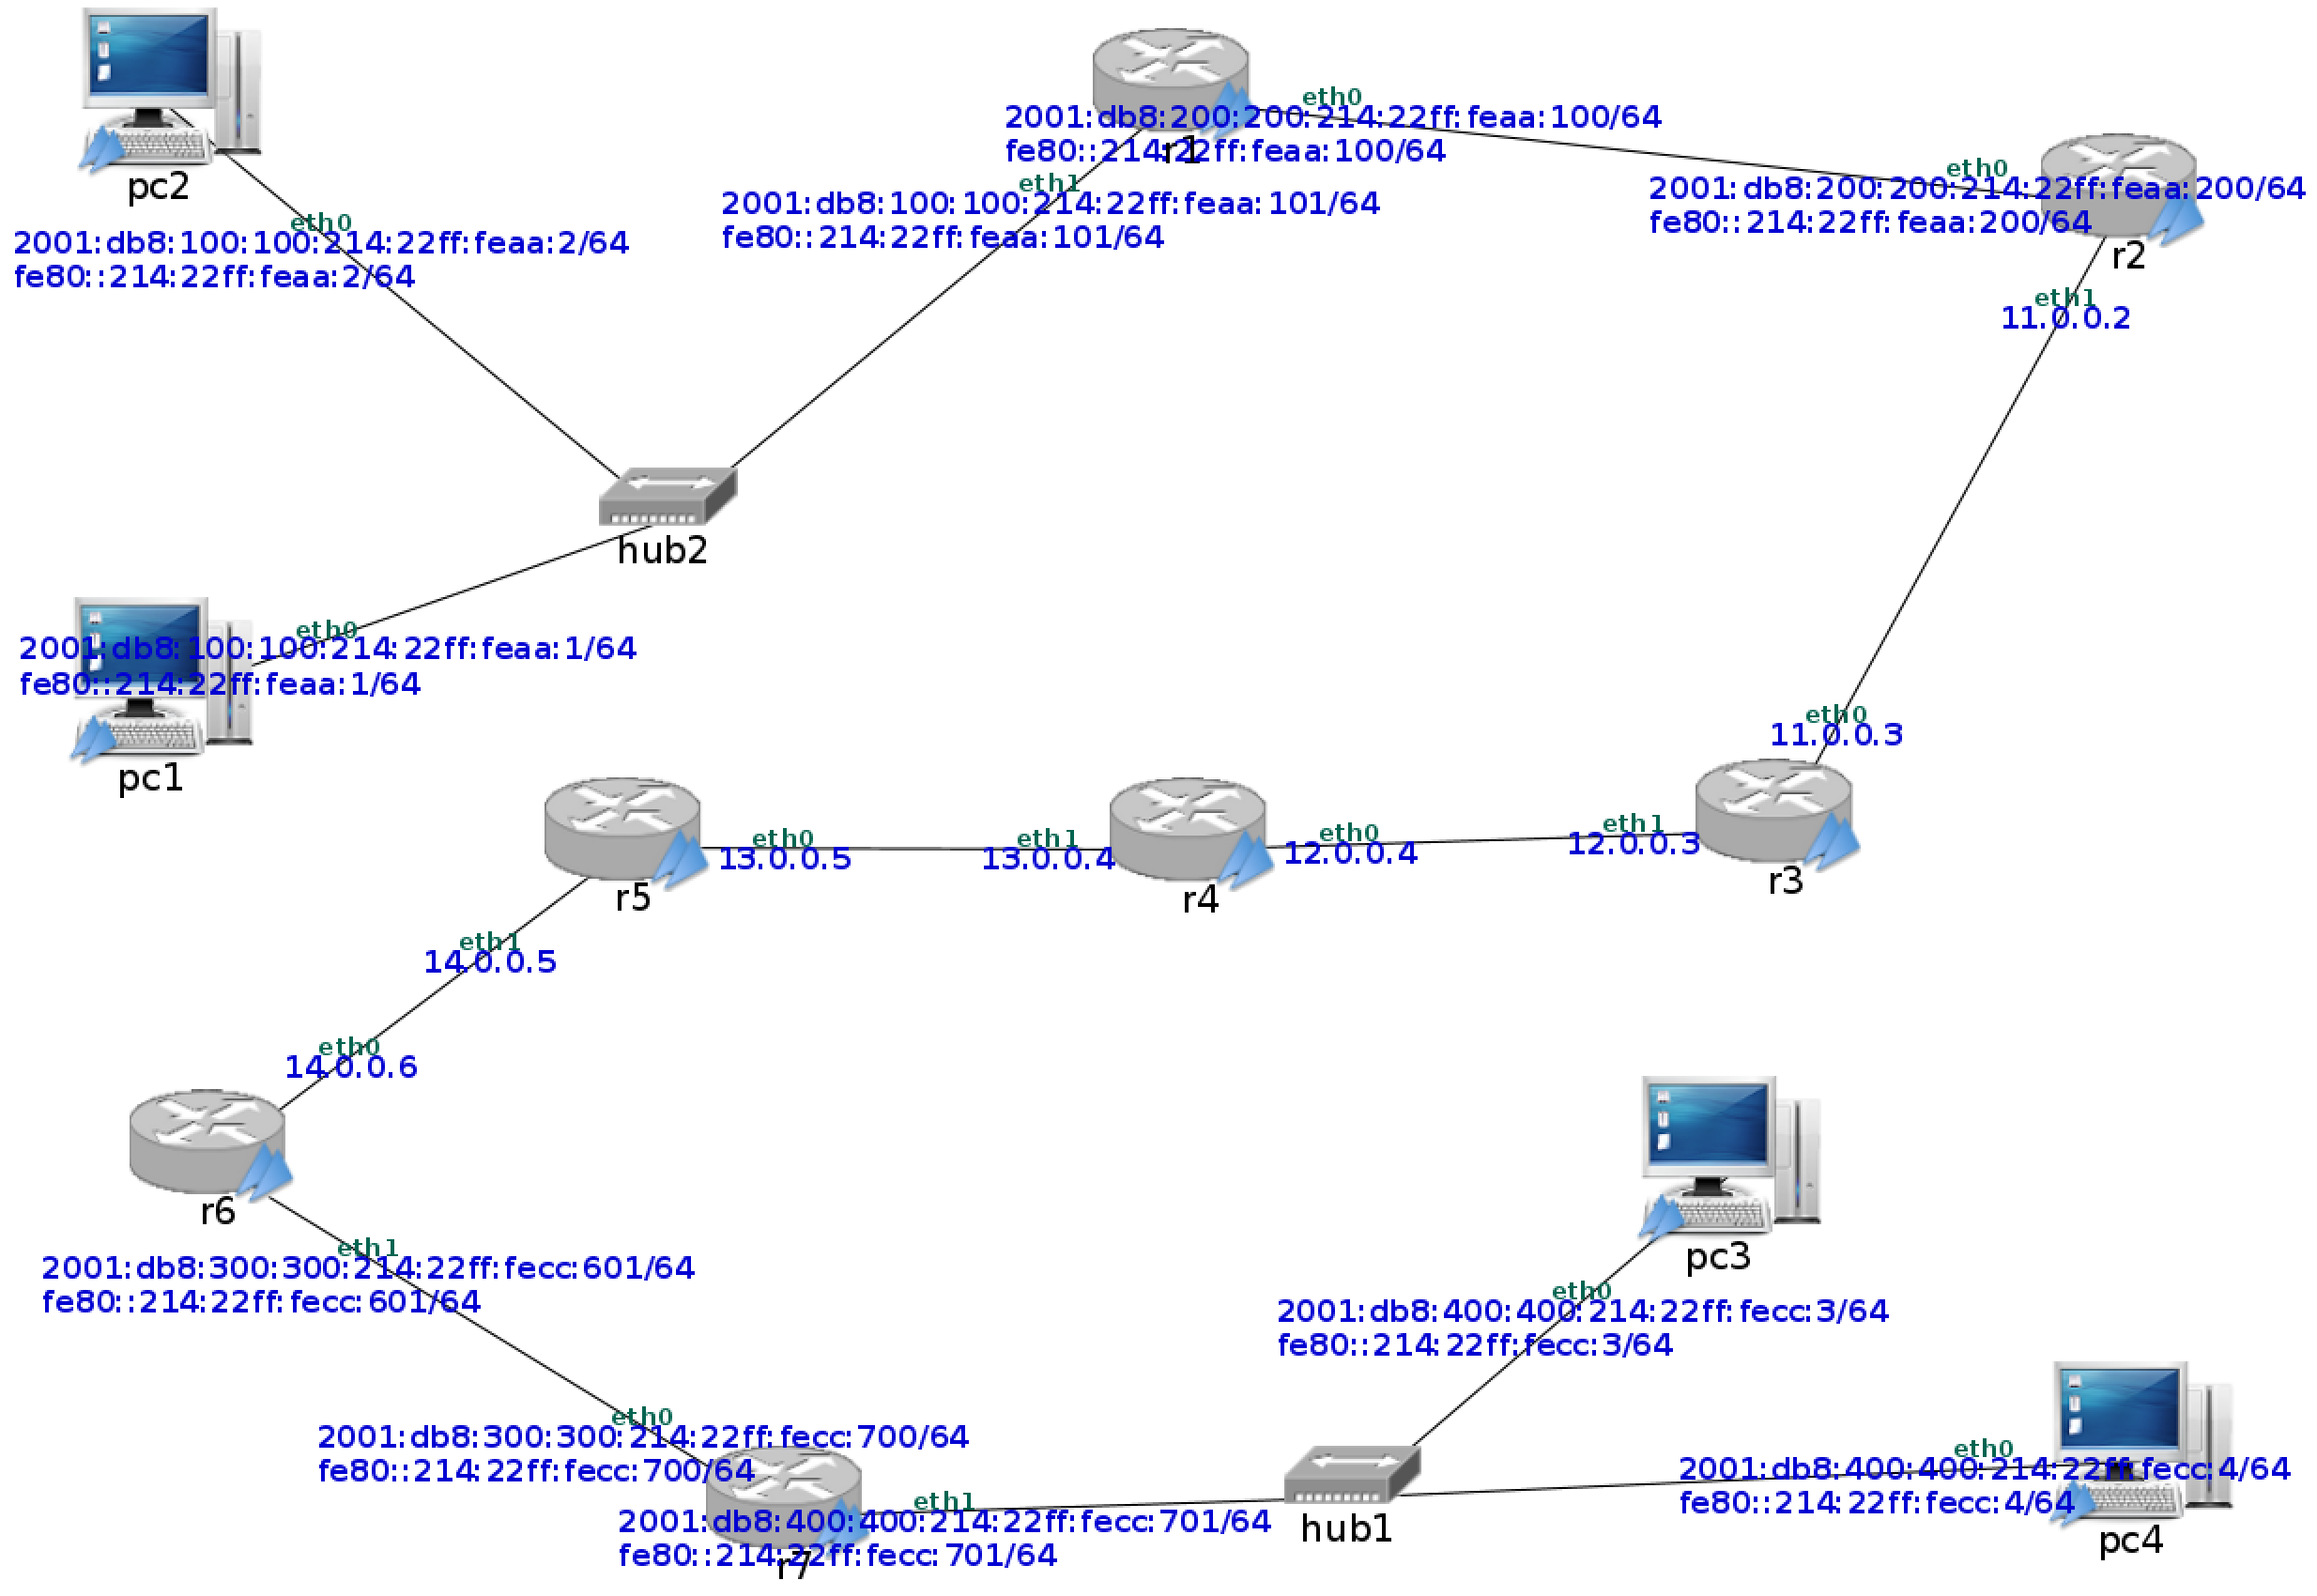 pc2
eth0
2001:db8:100:100:214:22ff:feaa:2/64
fe80::214:22ff:feaa:2/64
eth0
2001:db8:200:200:214:22ff:feaa:100/64
fe80::214:22ff:feaa:100/64
r1
eth1
2001:db8:100:100:214:22ff:feaa:101/64
fe80::214:22ff:feaa:101/64
eth0
2001:db8:200:200:214:22ff:feaa:200/64
fe80::214:22ff:feaa:200/64
r2
eth1
11.0.0.2
hub2
eth0
2001:db8:100:100:214:22ff:feaa:1/64
fe80::214:22ff:feaa:1/64
pc1
eth0
11.0.0.3
r3
eth1
12.0.0.3
eth0
12.0.0.4
r4
eth1
13.0.0.4
eth0
13.0.0.5
r5
eth1
14.0.0.5
eth0
14.0.0.6
r6
eth1
2001:db8:300:300:214:22ff:fecc:601/64
fe80::214:22ff:fecc:601/64
eth0
2001:db8:300:300:214:22ff:fecc:700/64
fe80::214:22ff:fecc:700/64
eth1
2001:db8:400:400:214:22ff:fecc:701/64
fe80::214:22ff:fecc:701/64
r7
hub1
pc3
eth0
2001:db8:400:400:214:22ff:fecc:3/64
fe80::214:22ff:fecc:3/64
eth0
2001:db8:400:400:214:22ff:fecc:4/64
fe80::214:22ff:fecc:4/64
pc4